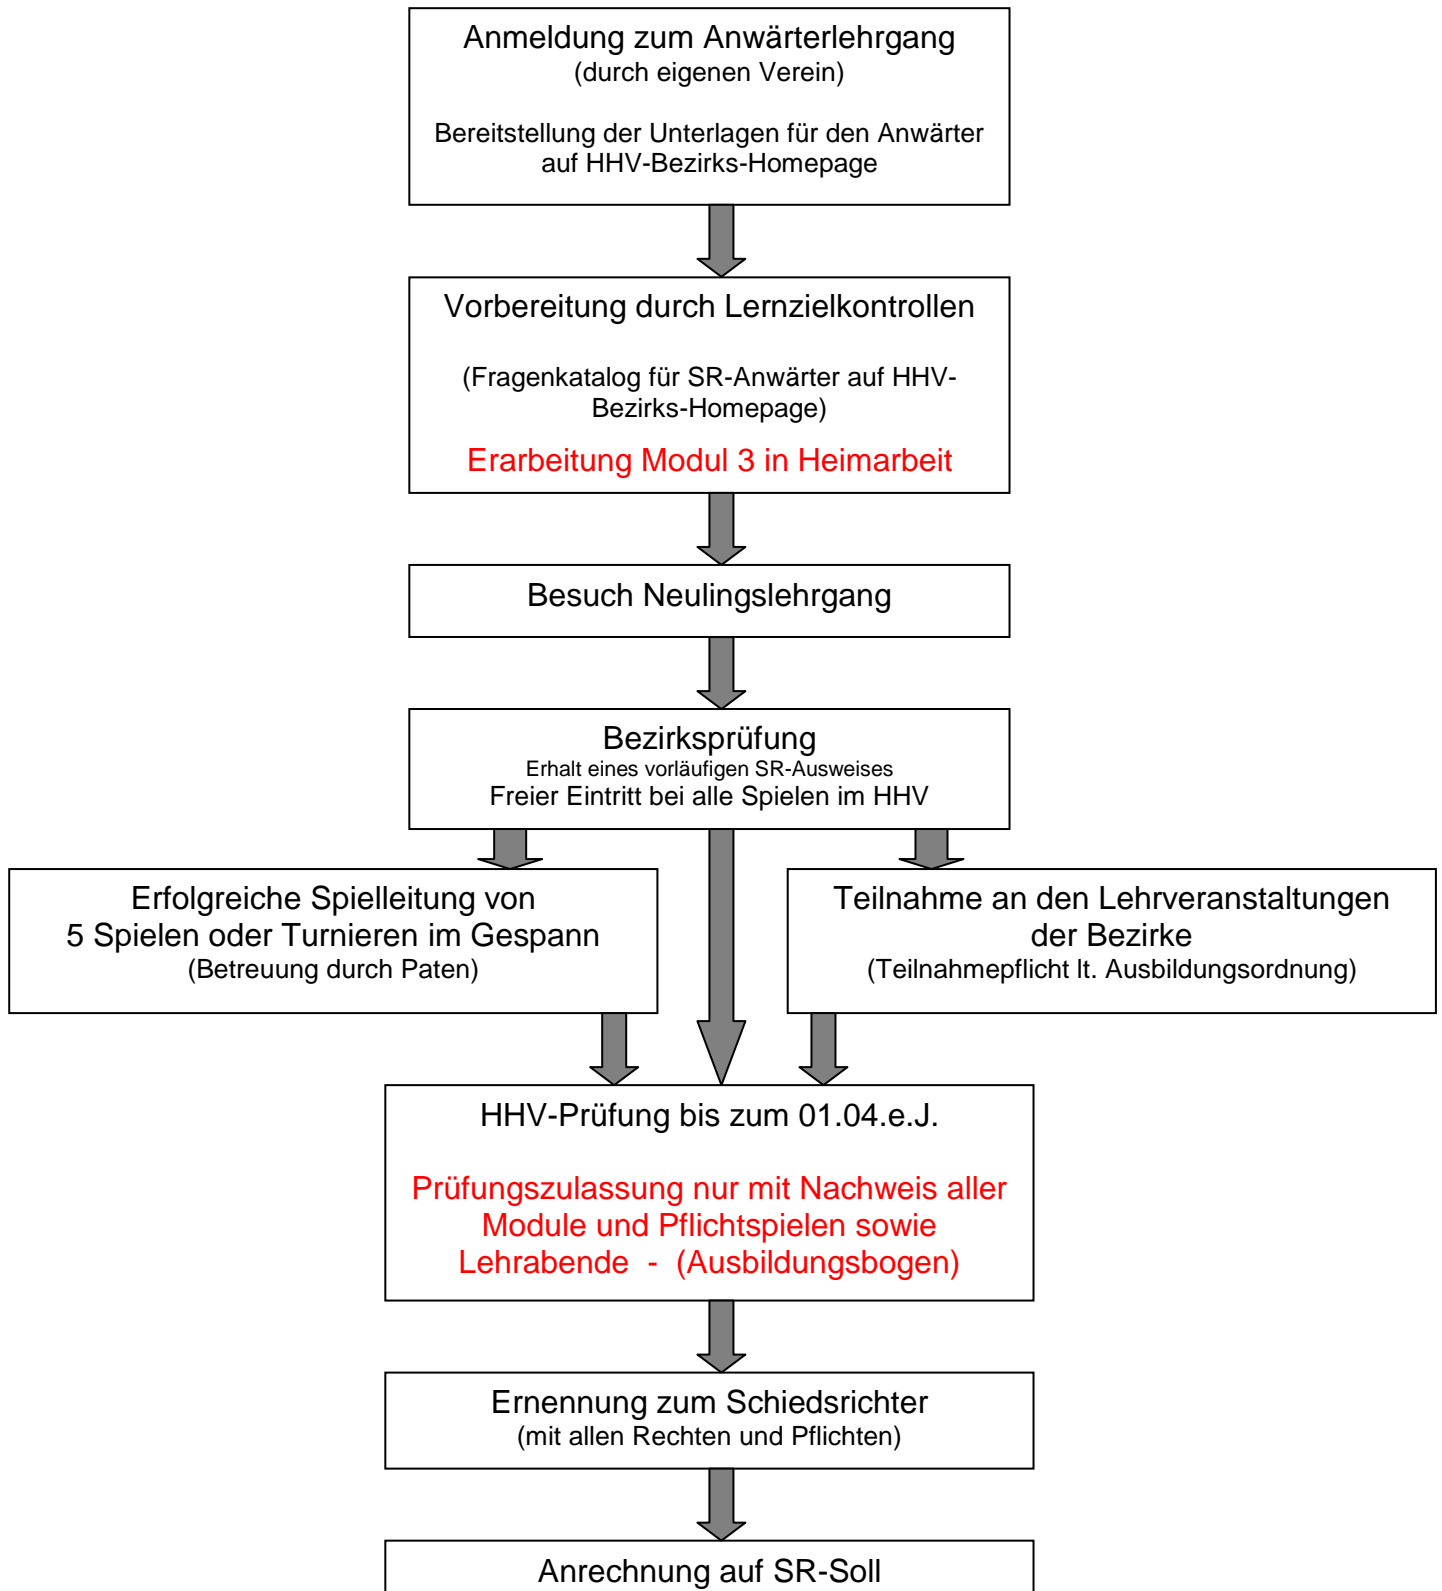 Anmeldung zum Anwärterlehrgang
(durch eigenen Verein)
Bereitstellung der Unterlagen für den Anwärter
auf HHV-Bezirks-Homepage
Vorbereitung durch Lernzielkontrollen
(Fragenkatalog für SR-Anwärter auf HHV-
Bezirks-Homepage)
Erarbeitung Modul 3 in Heimarbeit
Besuch Neulingslehrgang
Bezirksprüfung
Erhalt eines vorläufigen SR-Ausweises
Freier Eintritt bei alle Spielen im HHV
Erfolgreiche Spielleitung von
5 Spielen oder Turnieren im Gespann
(Betreuung durch Paten)
Teilnahme an den Lehrveranstaltungen
der Bezirke
(Teilnahmepflicht lt. Ausbildungsordnung)
HHV-Prüfung bis zum 01.04.e.J.
Prüfungszulassung nur mit Nachweis aller
Module und Pflichtspielen sowie
Lehrabende - (Ausbildungsbogen)
Ernennung zum Schiedsrichter
(mit allen Rechten und Pflichten)
Anrechnung auf SR-Soll